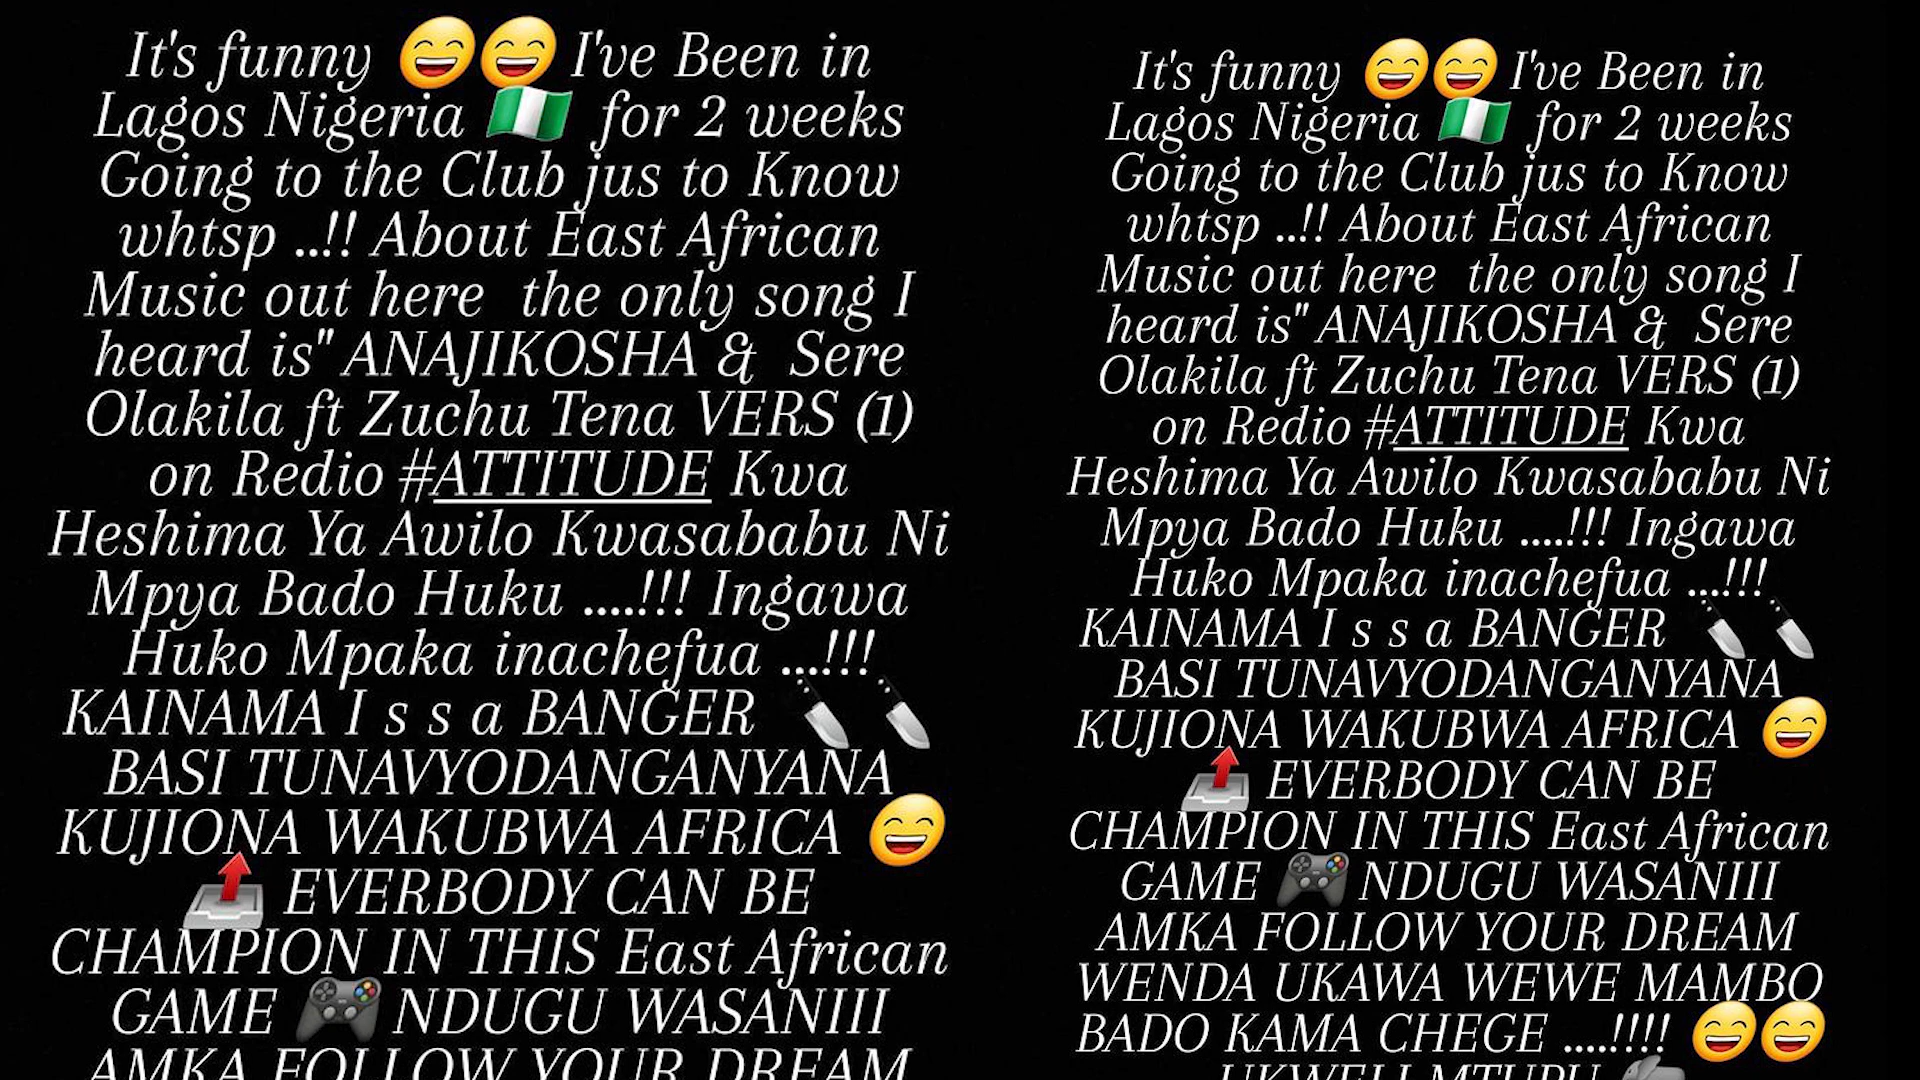 It's funny 😄😄 I've Been in
Lagos Nigeria 🇳🇬 for 2 weeks
Going to the Club jus to Know
whtsp ..!! About East African
Music out here the only song I
heard is" ANAJIKOSHA & Sere
Olakila ft Zuchu Tena VERS (1)
on Redio #ATTITUDE Kwa
Heshima Ya Awilo Kwasababu Ni
Mpya Bado Huku ....!!! Ingawa
Huko Mpaka inachefua ...!!!
KAINAMA I s s a BANGER 🔪🔪
BASI TUNAVYODANGANYANA
KUJIONA WAKUBWA AFRICA 😄
📤 EVERBODY CAN BE
CHAMPION IN THIS East African
GAME 🎮 NDUGU WASANIII
AMKA FOLLOW YOUR DREAM
It's funny 😄😄 I've Been in
Lagos Nigeria 🇳🇬 for 2 weeks
Going to the Club jus to Know
whtsp ..!! About East African
Music out here the only song I
heard is" ANAJIKOSHA & Sere
Olakila ft Zuchu Tena VERS (1)
on Redio #ATTITUDE Kwa
Heshima Ya Awilo Kwasababu Ni
Mpya Bado Huku ....!!! Ingawa
Huko Mpaka inachefua ...!!!
KAINAMA I s s a BANGER 🔪🔪
BASI TUNAVYODANGANYANA
KUJIONA WAKUBWA AFRICA 😄
📤 EVERBODY CAN BE
CHAMPION IN THIS East African
GAME 🎮 NDUGU WASANIII
AMKA FOLLOW YOUR DREAM
WENDA UKAWA WEWE MAMBO
BADO KAMA CHEGE ....!!!! 😄😄